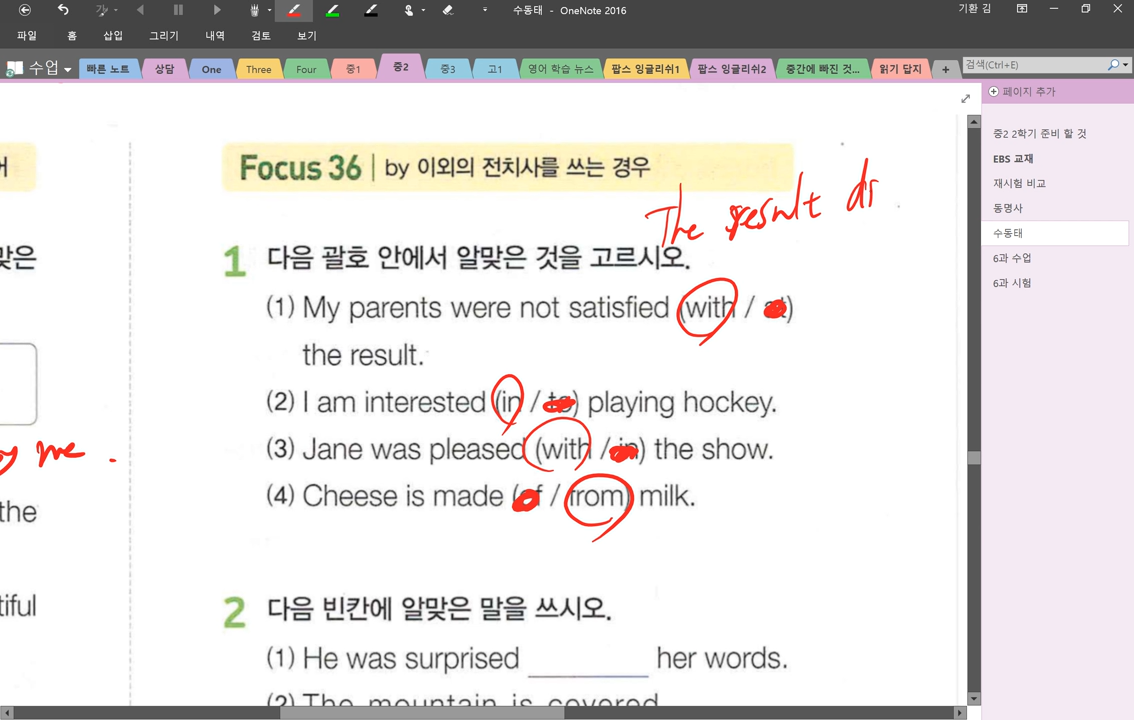 수동태 - OneNote 2016
기환 김
파일 홈 삽입 그리기 내역 검토 보기
수업 빠른 노트 상담 One Three Four 중1 중2 중3 고1 영어 학습 뉴스 팝스 잉글리쉬1 팝스 잉글리쉬2 중간에 빠진 것... 읽기 답지 + 검색(Ctrl+E)
페이지 추가
중2 2학기 준비 할 것
EBS 교재
재시험 비교
동명사
수동태
6과 수업
6과 시험
맞은
me .
the
tiful
Focus 36 | by 이외의 전치사를 쓰는 경우
The result
1 다음 괄호 안에서 알맞은 것을 고르시오.
(1) My parents were not satisfied (with / at)
the result.
(2) I am interested (in / to) playing hockey.
(3) Jane was pleased (with / in) the show.
(4) Cheese is made (of / from) milk.
2 다음 빈칸에 알맞은 말을 쓰시오.
(1) He was surprised ________ her words.
(2) The mountain is covered